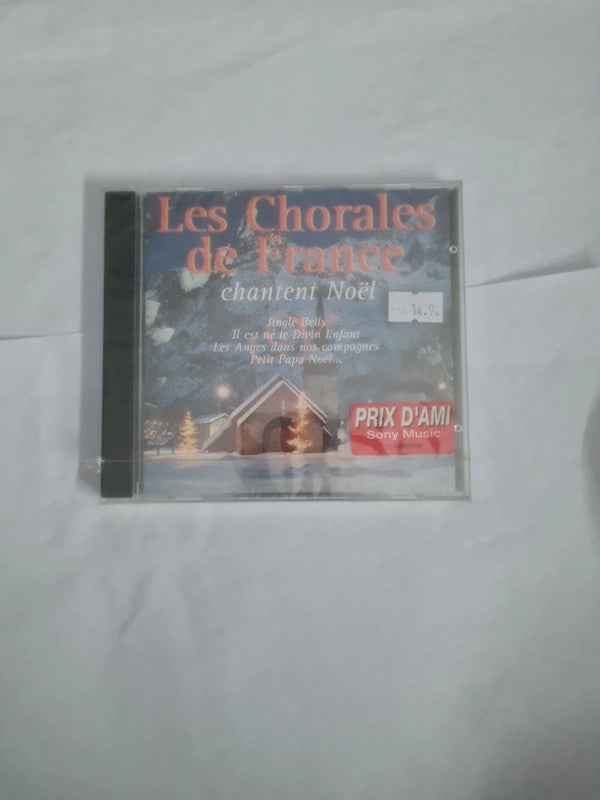 Les Chorales
de France
chantent Noël
14.90
Jingle Bells
Il est né le Divin Enfant
Les Anges dans nos campagnes
Petit Papa Noël...
PRIX D'AMI
Sony Music